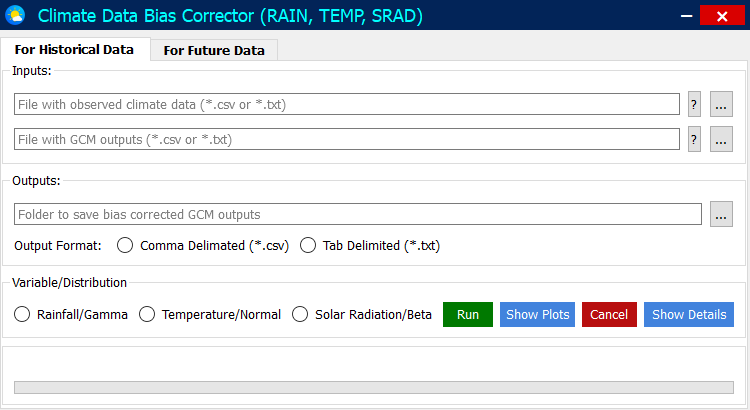 Climate Data Bias Corrector (RAIN, TEMP, SRAD)
For Historical Data For Future Data
Inputs:
File with observed climate data (*.csv or *.txt) ? ...
File with GCM outputs (*.csv or *.txt) ? ...
Outputs:
Folder to save bias corrected GCM outputs ...
Output Format: Comma Delimated (*.csv) Tab Delimited (*.txt)
Variable/Distribution
Rainfall/Gamma Temperature/Normal Solar Radiation/Beta Run Show Plots Cancel Show Details